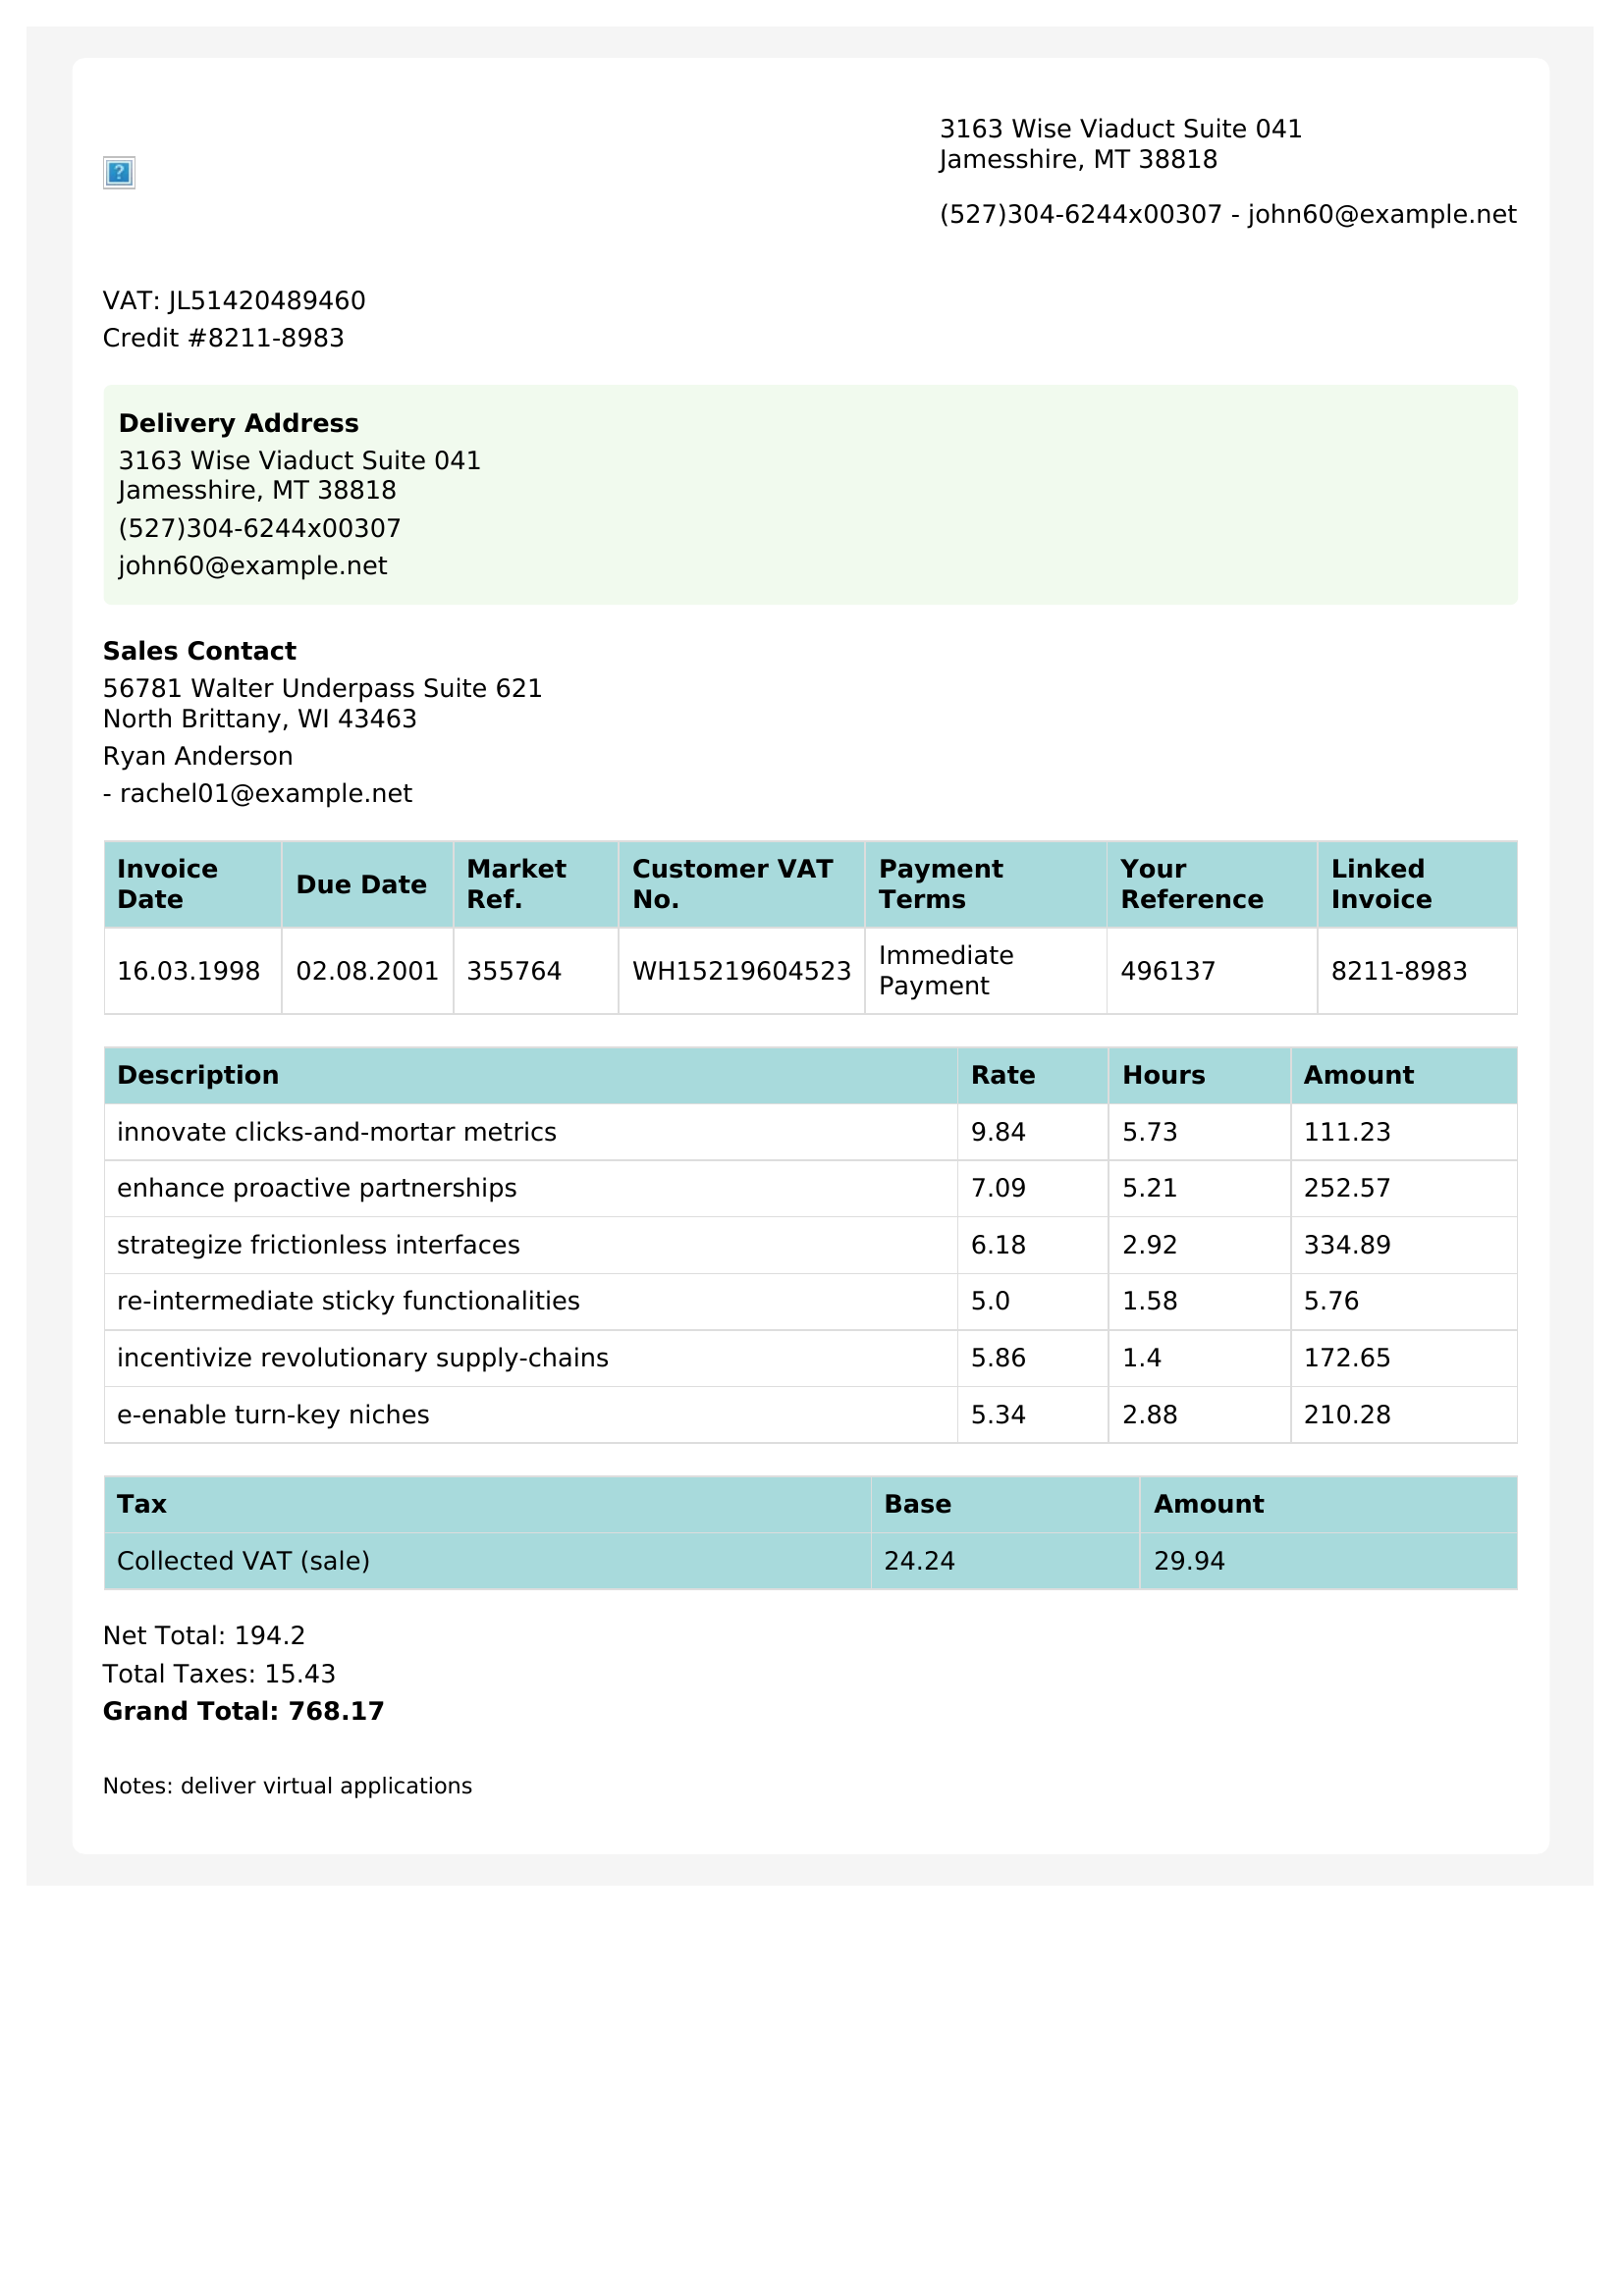 3163 Wise Viaduct Suite 041
Jamesshire, MT 38818
(527)304-6244x00307 - john60@example.net
VAT: JL51420489460
Credit #8211-8983
Delivery Address
3163 Wise Viaduct Suite 041
Jamesshire, MT 38818
(527)304-6244x00307
john60@example.net
Sales Contact
56781 Walter Underpass Suite 621
North Brittany, WI 43463
Ryan Anderson
- rachel01@example.net
Invoice Date Due Date Market Ref. Customer VAT No. Payment Terms Your Reference Linked Invoice
16.03.1998 02.08.2001 355764 WH15219604523 Immediate Payment 496137 8211-8983
Description Rate Hours Amount
innovate clicks-and-mortar metrics 9.84 5.73 111.23
enhance proactive partnerships 7.09 5.21 252.57
strategize frictionless interfaces 6.18 2.92 334.89
re-intermediate sticky functionalities 5.0 1.58 5.76
incentivize revolutionary supply-chains 5.86 1.4 172.65
e-enable turn-key niches 5.34 2.88 210.28
Tax Base Amount
Collected VAT (sale) 24.24 29.94
Net Total: 194.2
Total Taxes: 15.43
Grand Total: 768.17
Notes: deliver virtual applications